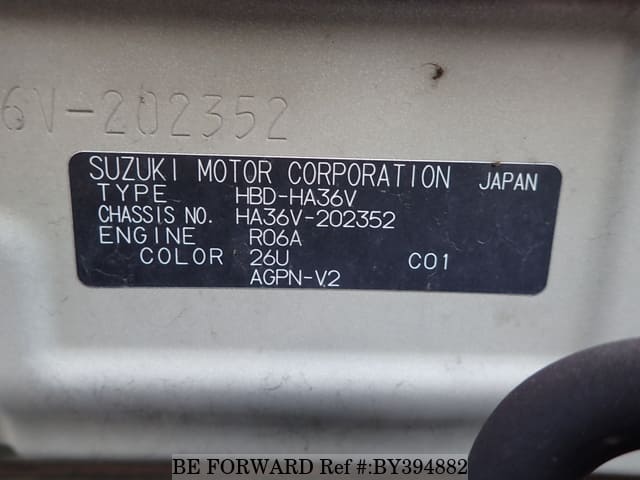 6V-202352
SUZUKI MOTOR CORPORATION JAPAN
TYPE HBD-HA36V
CHASSIS NO. HA36V-202352
ENGINE R06A
COLOR 26U C01
AGPN-V2
BE FORWARD Ref #:BY394882